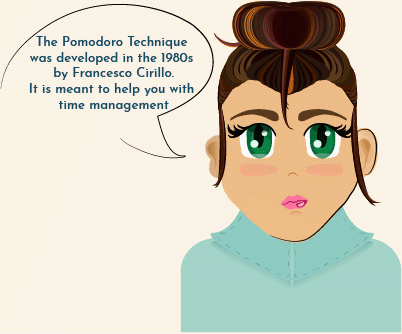 The Pomodoro Technique
was developed in the 1980s
by Francesco Cirillo.
It is meant to help you with
time management